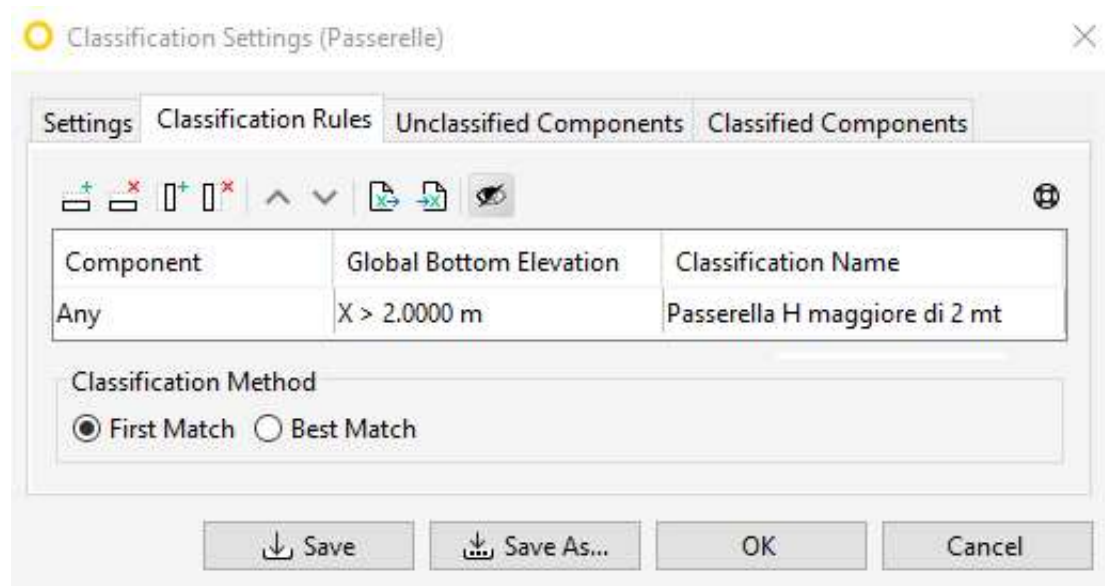 Classification Settings (Passerelle)
Settings Classification Rules Unclassified Components Classified Components
Component Global Bottom Elevation Classification Name
Any X > 2.0000 m Passerella H maggiore di 2 mt
Classification Method
First Match Best Match
Save Save As... OK Cancel